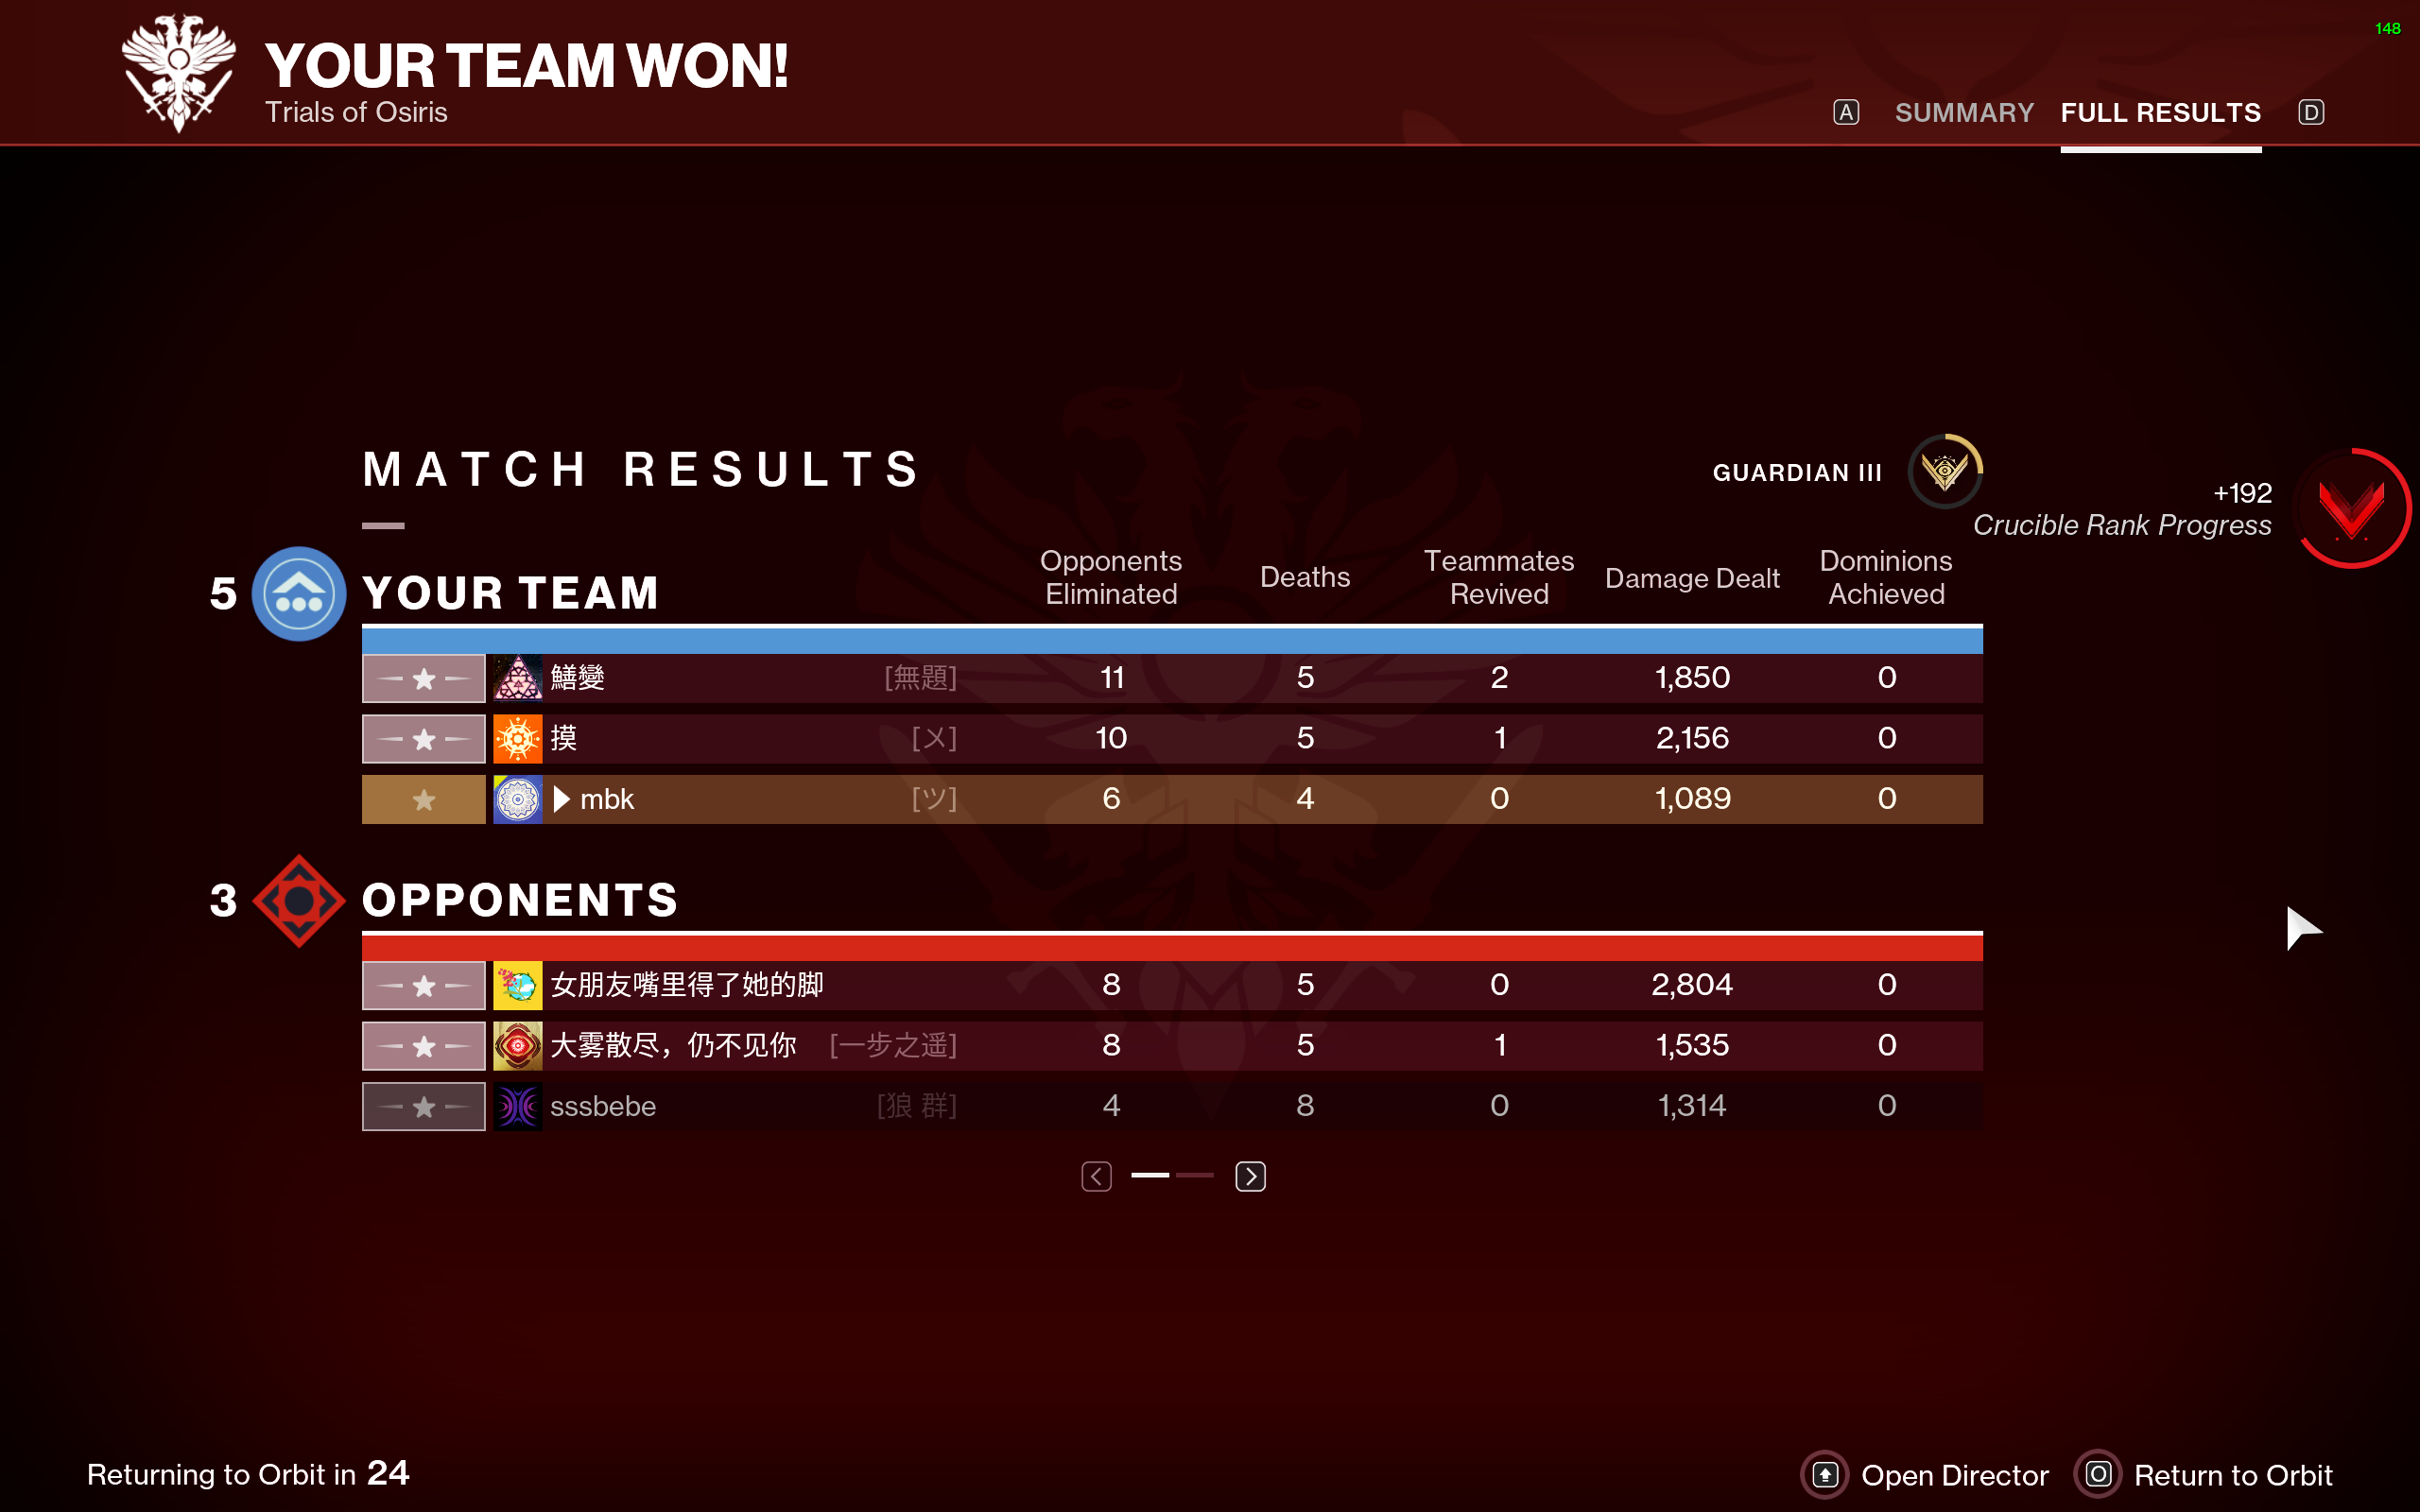 148
YOUR TEAM WON!
Trials of Osiris
A SUMMARY FULL RESULTS D
MATCH RESULTS
GUARDIAN III
+192
Crucible Rank Progress
5 YOUR TEAM
Opponents Eliminated Deaths Teammates Revived Damage Dealt Dominions Achieved
鱔變 [無題] 11 5 2 1,850 0
摸 [メ] 10 5 1 2,156 0
mbk [ツ] 6 4 0 1,089 0
3 OPPONENTS
女朋友嘴里得了她的脚 8 5 0 2,804 0
大雾散尽，仍不见你 [一步之遥] 8 5 1 1,535 0
sssbebe [狼 群] 4 8 0 1,314 0
Returning to Orbit in 24
Open Director O Return to Orbit